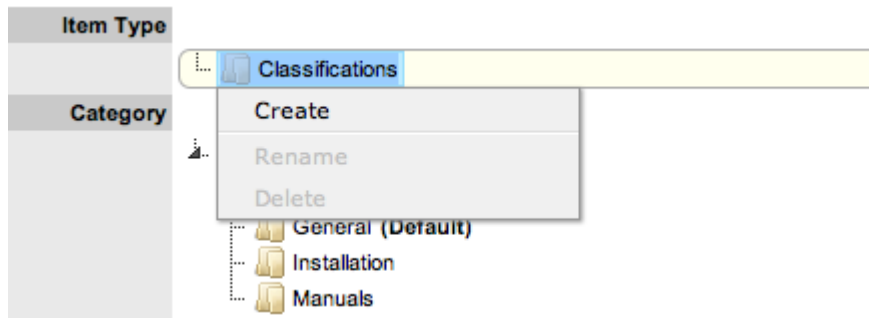 Item Type
Classifications
Category
Create
Rename
Delete
General (Default)
Installation
Manuals